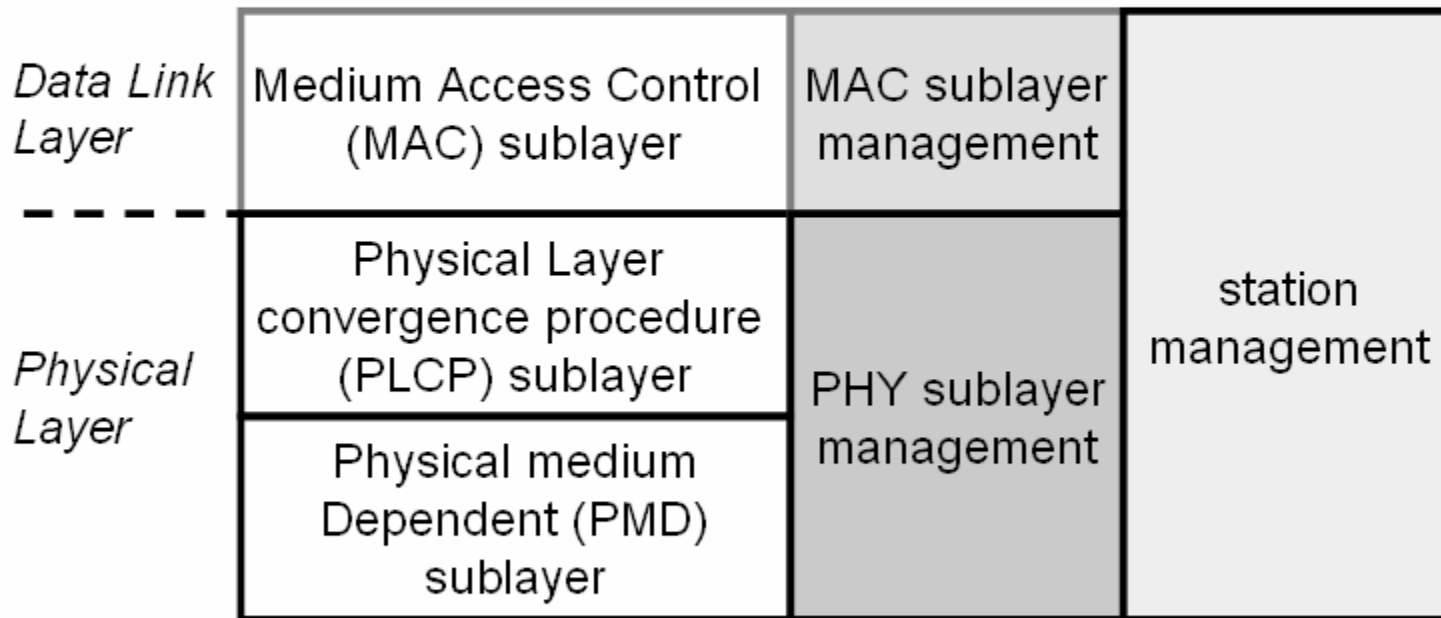 Data Link
Layer
Medium Access Control
(MAC) sublayer
MAC sublayer
management
Physical
Layer
Physical Layer
convergence procedure
(PLCP) sublayer
Physical medium
Dependent (PMD)
sublayer
PHY sublayer
management
station
management